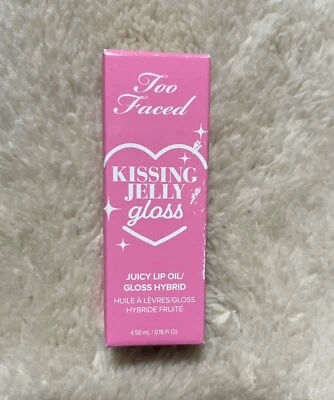 Too
Faced
KISSING
JELLY
gloss
JUICY LIP OIL/
GLOSS HYBRID
HUILE À LÈVRES/GLOSS
HYBRIDE FRUITÉ
4.50 mL / 0.15 Fl. Oz.